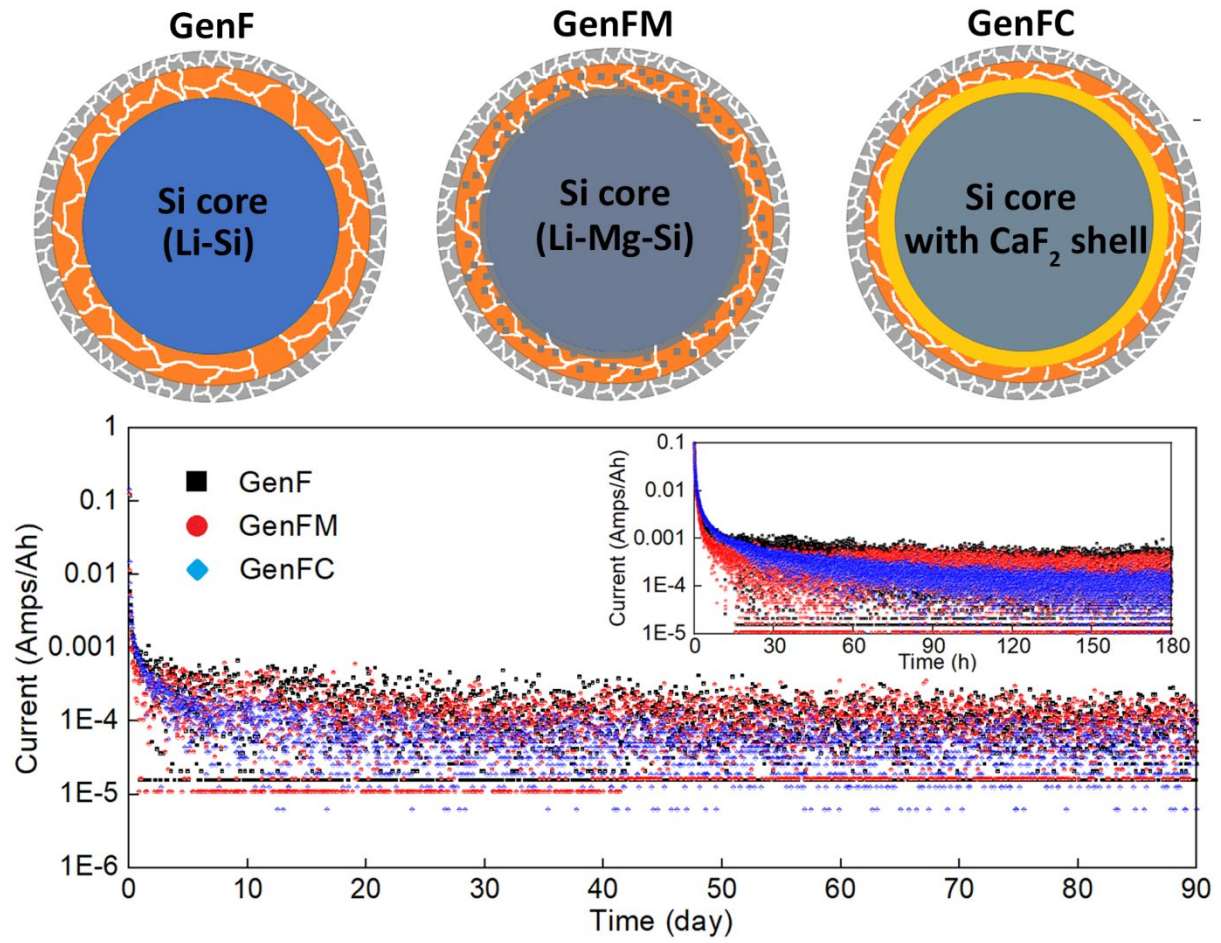 GenF
GenFM
GenFC
Si core
(Li-Si)
Si core
(Li-Mg-Si)
Si core
with CaF₂ shell
Current (Amps/Ah)
1
0.1
0.01
0.001
1E-4
1E-5
1E-6
GenF
GenFM
GenFC
0 10 20 30 40 50 60 70 80 90
Time (day)
Current (Amps/Ah)
0.1
0.01
0.001
1E-4
1E-5
0 30 60 90 120 150 180
Time (h)